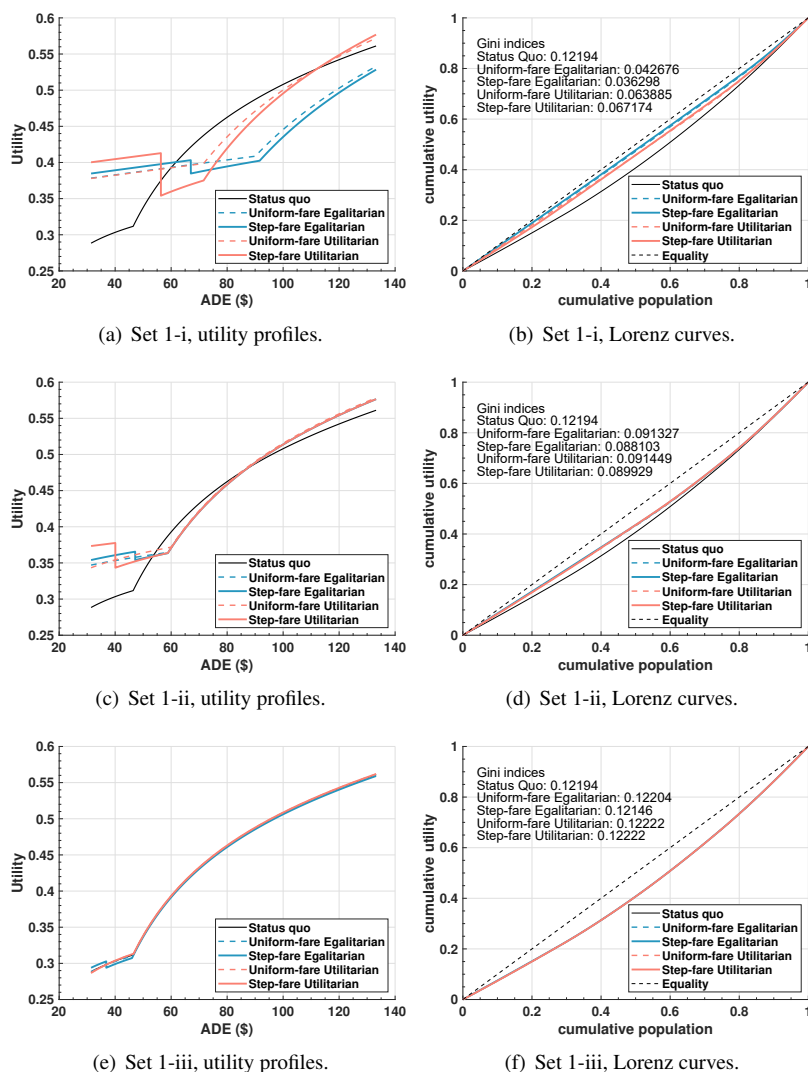 0.6
0.55
0.5
0.45
0.4
0.35
0.3
0.25
Utility
20 40 60 80 100 120 140
ADE ($)
Status quo
Uniform-fare Egalitarian
Step-fare Egalitarian
Uniform-fare Utilitarian
Step-fare Utilitarian
(a) Set 1-i, utility profiles.
1
0.8
0.6
0.4
0.2
0
cumulative utility
Gini indices
Status Quo: 0.12194
Uniform-fare Egalitarian: 0.042676
Step-fare Egalitarian: 0.036298
Uniform-fare Utilitarian: 0.063885
Step-fare Utilitarian: 0.067174
Status quo
Uniform-fare Egalitarian
Step-fare Egalitarian
Uniform-fare Utilitarian
Step-fare Utilitarian
Equality
0 0.2 0.4 0.6 0.8 1
cumulative population
(b) Set 1-i, Lorenz curves.
0.6
0.55
0.5
0.45
0.4
0.35
0.3
0.25
Utility
Status quo
Uniform-fare Egalitarian
Step-fare Egalitarian
Uniform-fare Utilitarian
Step-fare Utilitarian
20 40 60 80 100 120 140
ADE ($)
(c) Set 1-ii, utility profiles.
1
0.8
0.6
0.4
0.2
0
cumulative utility
Gini indices
Status Quo: 0.12194
Uniform-fare Egalitarian: 0.091327
Step-fare Egalitarian: 0.088103
Uniform-fare Utilitarian: 0.091449
Step-fare Utilitarian: 0.089929
Status quo
Uniform-fare Egalitarian
Step-fare Egalitarian
Uniform-fare Utilitarian
Step-fare Utilitarian
Equality
0 0.2 0.4 0.6 0.8 1
cumulative population
(d) Set 1-ii, Lorenz curves.
0.6
0.55
0.5
0.45
0.4
0.35
0.3
0.25
Utility
Status quo
Uniform-fare Egalitarian
Step-fare Egalitarian
Uniform-fare Utilitarian
Step-fare Utilitarian
20 40 60 80 100 120 140
ADE ($)
(e) Set 1-iii, utility profiles.
1
0.8
0.6
0.4
0.2
0
cumulative utility
Gini indices
Status Quo: 0.12194
Uniform-fare Egalitarian: 0.12204
Step-fare Egalitarian: 0.12146
Uniform-fare Utilitarian: 0.12222
Step-fare Utilitarian: 0.12222
Status quo
Uniform-fare Egalitarian
Step-fare Egalitarian
Uniform-fare Utilitarian
Step-fare Utilitarian
Equality
0 0.2 0.4 0.6 0.8 1
cumulative population
(f) Set 1-iii, Lorenz curves.